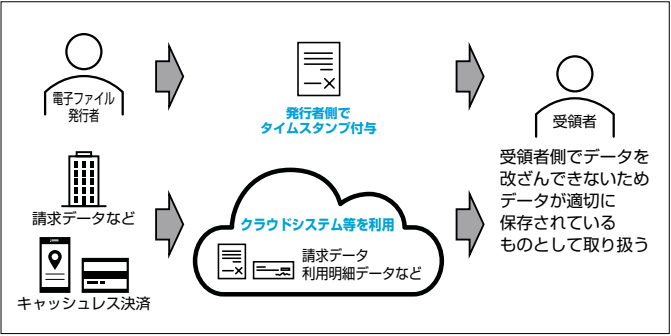 電子ファイル
発行者
発行者側で
タイムスタンプ付与
受領者
請求データなど
キャッシュレス決済
クラウドシステム等を利用
請求データ
利用明細データなど
受領者側でデータを
改ざんできないため
データが適切に
保存されている
ものとして取り扱う